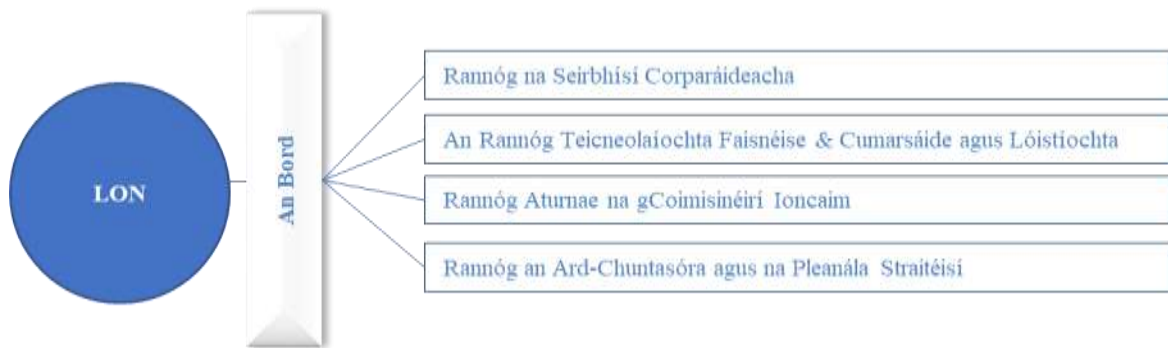 LON
An Bord
Rannóg na Seirbhísí Corparáideacha
An Rannóg Teicneolaíochta Faisnéise & Cumarsáide agus Lóistíochta
Rannóg Aturnae na gCoimisinéirí Ioncaim
Rannóg an Ard-Chuntasóra agus na Pleanála Straitéisí